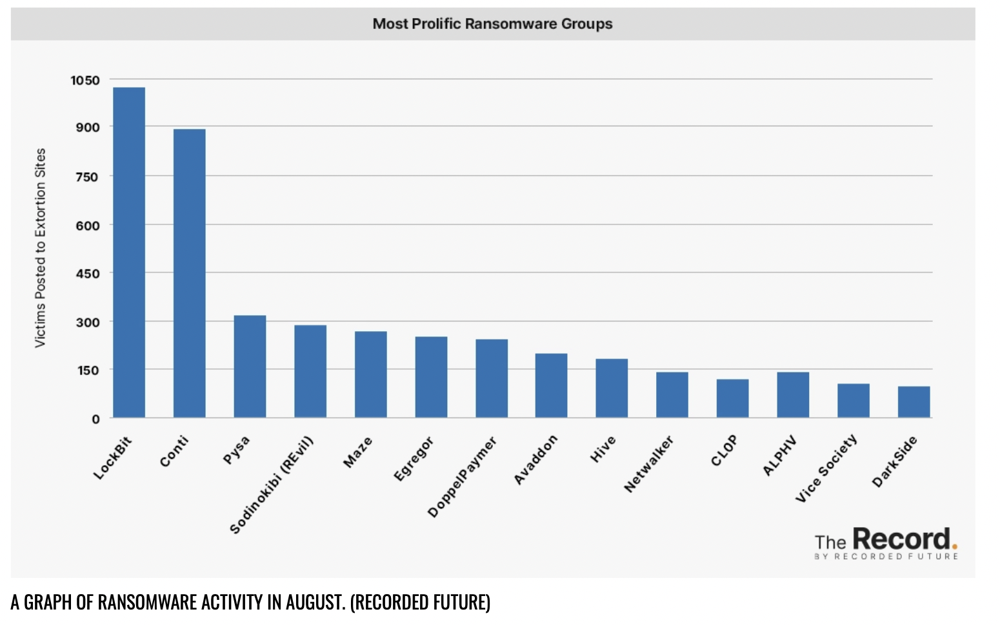 Most Prolific Ransomware Groups
Victims Posted to Extortion Sites
1050
900
750
600
450
300
150
0
LockBit
Conti
Pysa
Sodinokibi (REvil)
Maze
Egregor
DoppelPaymer
Avaddon
Hive
Netwalker
CL0P
ALPHV
Vice Society
DarkSide
The Record.
BY RECORDED FUTURE
A GRAPH OF RANSOMWARE ACTIVITY IN AUGUST. (RECORDED FUTURE)